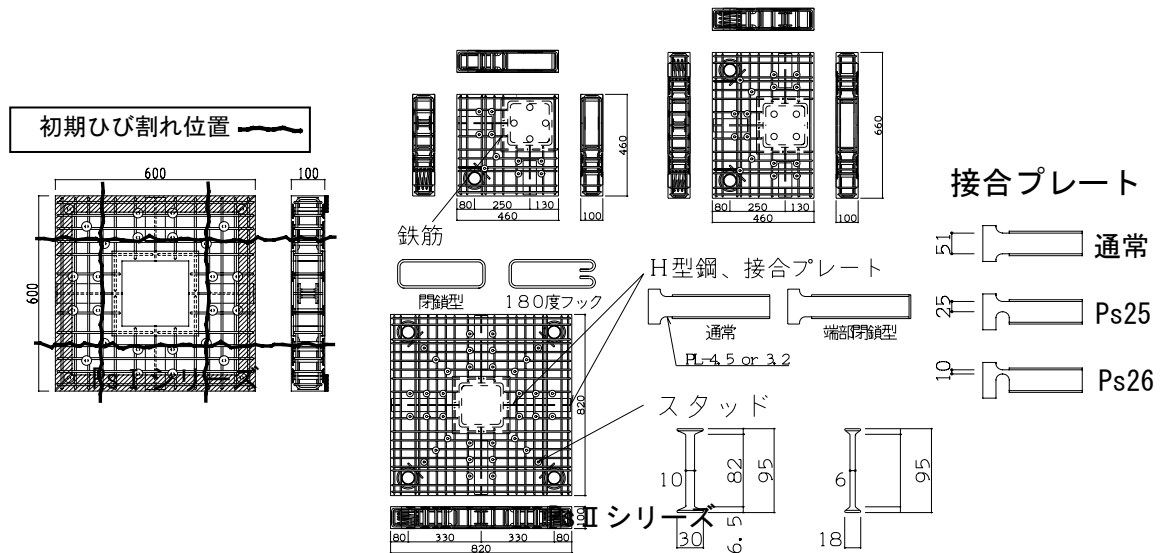 初期ひび割れ位置
600
100
600
Ps Ⅰシリーズ
460
80
250
130
460
100
660
80
250
130
460
100
鉄筋
閉鎖型
180度フック
H型鋼、接合プレート
通常
端部閉鎖型
PL-4.5 or 3.2
スタッド
820
100
Ps Ⅱ シリーズ
80
330
330
80
820
10
82
95
30
6.5
6
95
18
接合プレート
51
通常
25
Ps25
10
Ps26